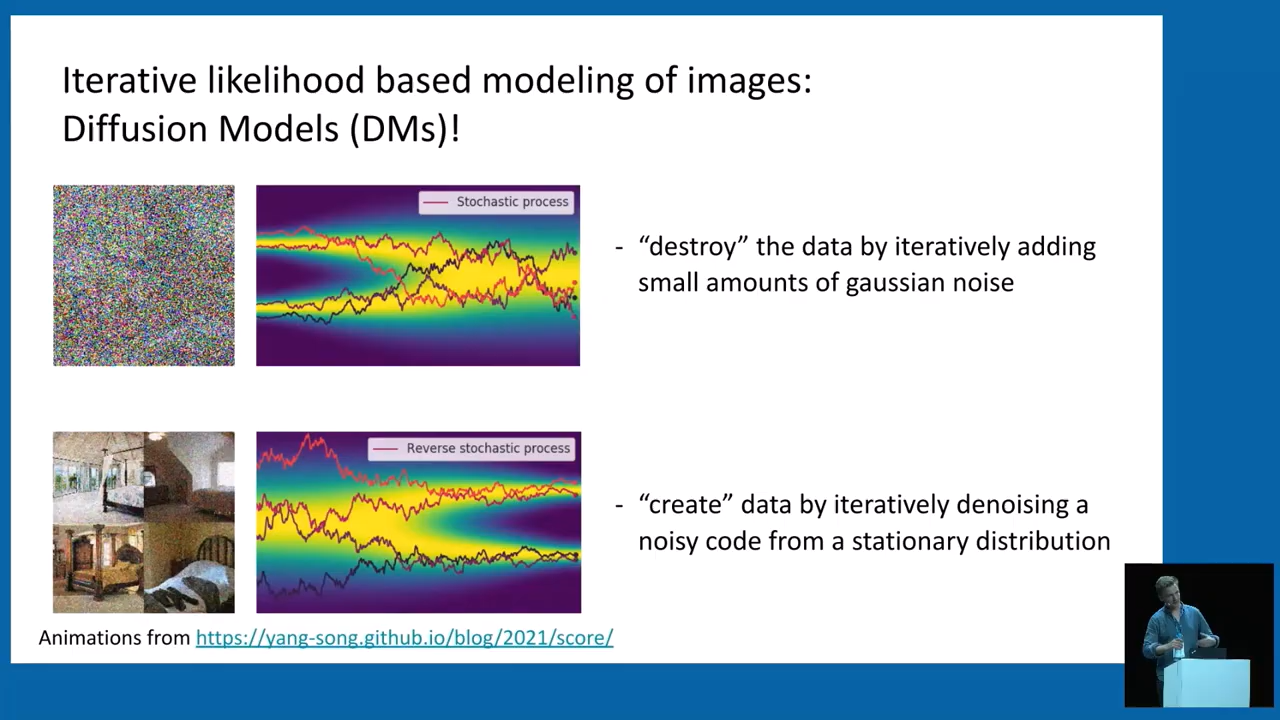 Iterative likelihood based modeling of images:
Diffusion Models (DMs)!
Stochastic process
- “destroy” the data by iteratively adding
small amounts of gaussian noise
Reverse stochastic process
- “create” data by iteratively denoising a
noisy code from a stationary distribution
Animations from https://yang-song.github.io/blog/2021/score/